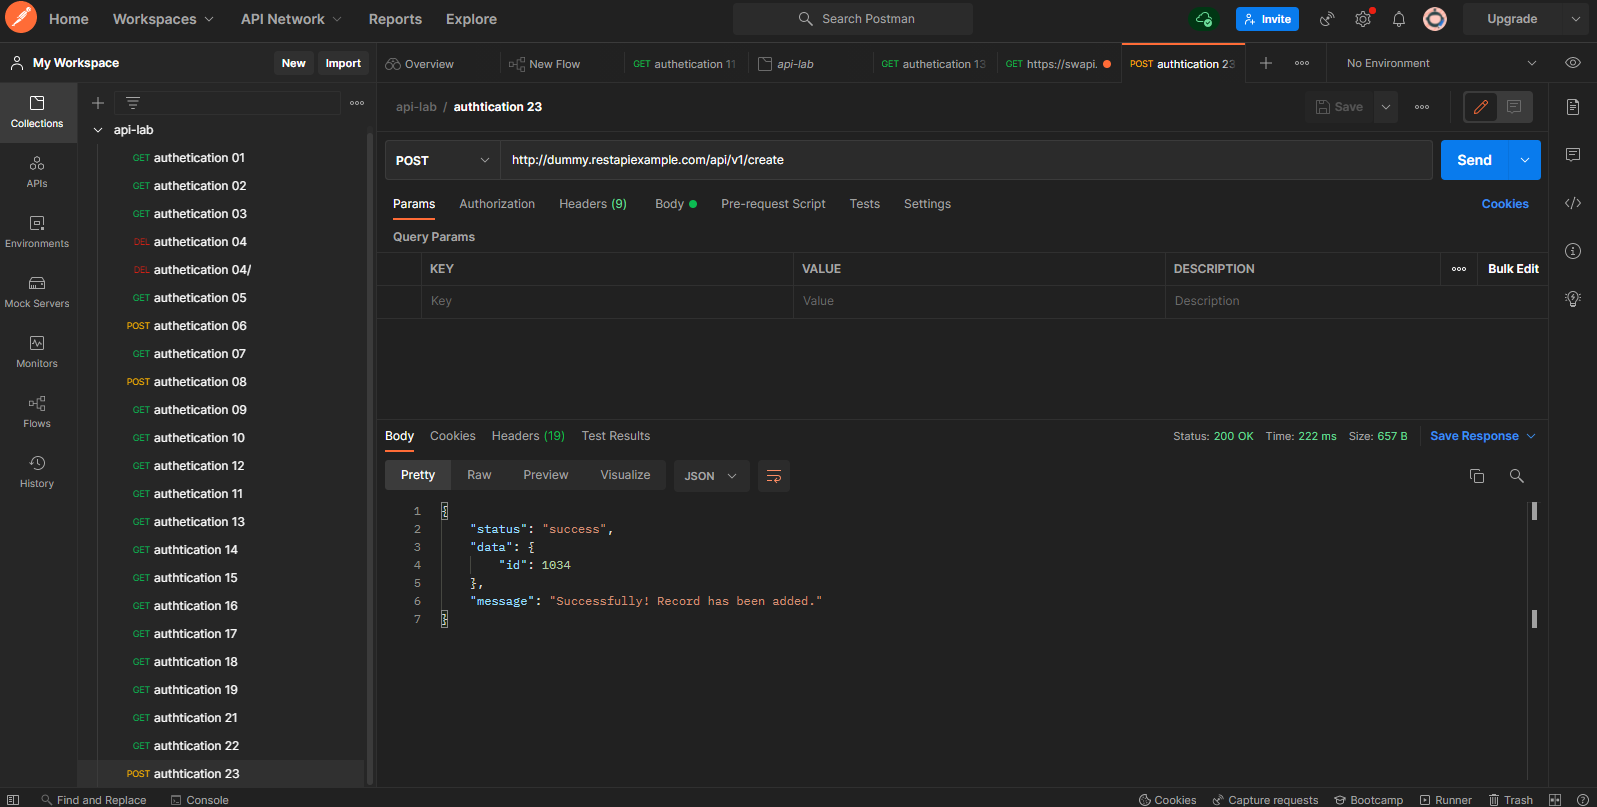 Home Workspaces API Network Reports Explore Search Postman Invite Upgrade
My Workspace New Import Overview New Flow GET authetication 11 api-lab GET authetication 13 GET https://swapi. POST authtication 23 No Environment
Collections
APIs
Environments
Mock Servers
Monitors
Flows
History
api-lab
GET authetication 01
GET authetication 02
GET authetication 03
DEL authetication 04
DEL authetication 04/
GET authetication 05
POST authetication 06
GET authetication 07
POST authetication 08
GET authetication 09
GET authetication 10
GET authetication 12
GET authetication 11
GET authetication 13
GET authtication 14
GET authtication 15
GET authtication 16
GET authtication 17
GET authtication 18
GET authtication 19
GET authtication 21
GET authtication 22
POST authtication 23
api-lab / authtication 23 Save
POST http://dummy.restapiexample.com/api/v1/create Send
Params Authorization Headers (9) Body Pre-request Script Tests Settings Cookies
Query Params
KEY VALUE DESCRIPTION Bulk Edit
Key Value Description
Body Cookies Headers (19) Test Results Status: 200 OK Time: 222 ms Size: 657 B Save Response
Pretty Raw Preview Visualize JSON
1 {
2 "status": "success",
3 "data": {
4 "id": 1034
5 },
6 "message": "Successfully! Record has been added."
7 }
Find and Replace Console Cookies Capture requests Bootcamp Runner Trash